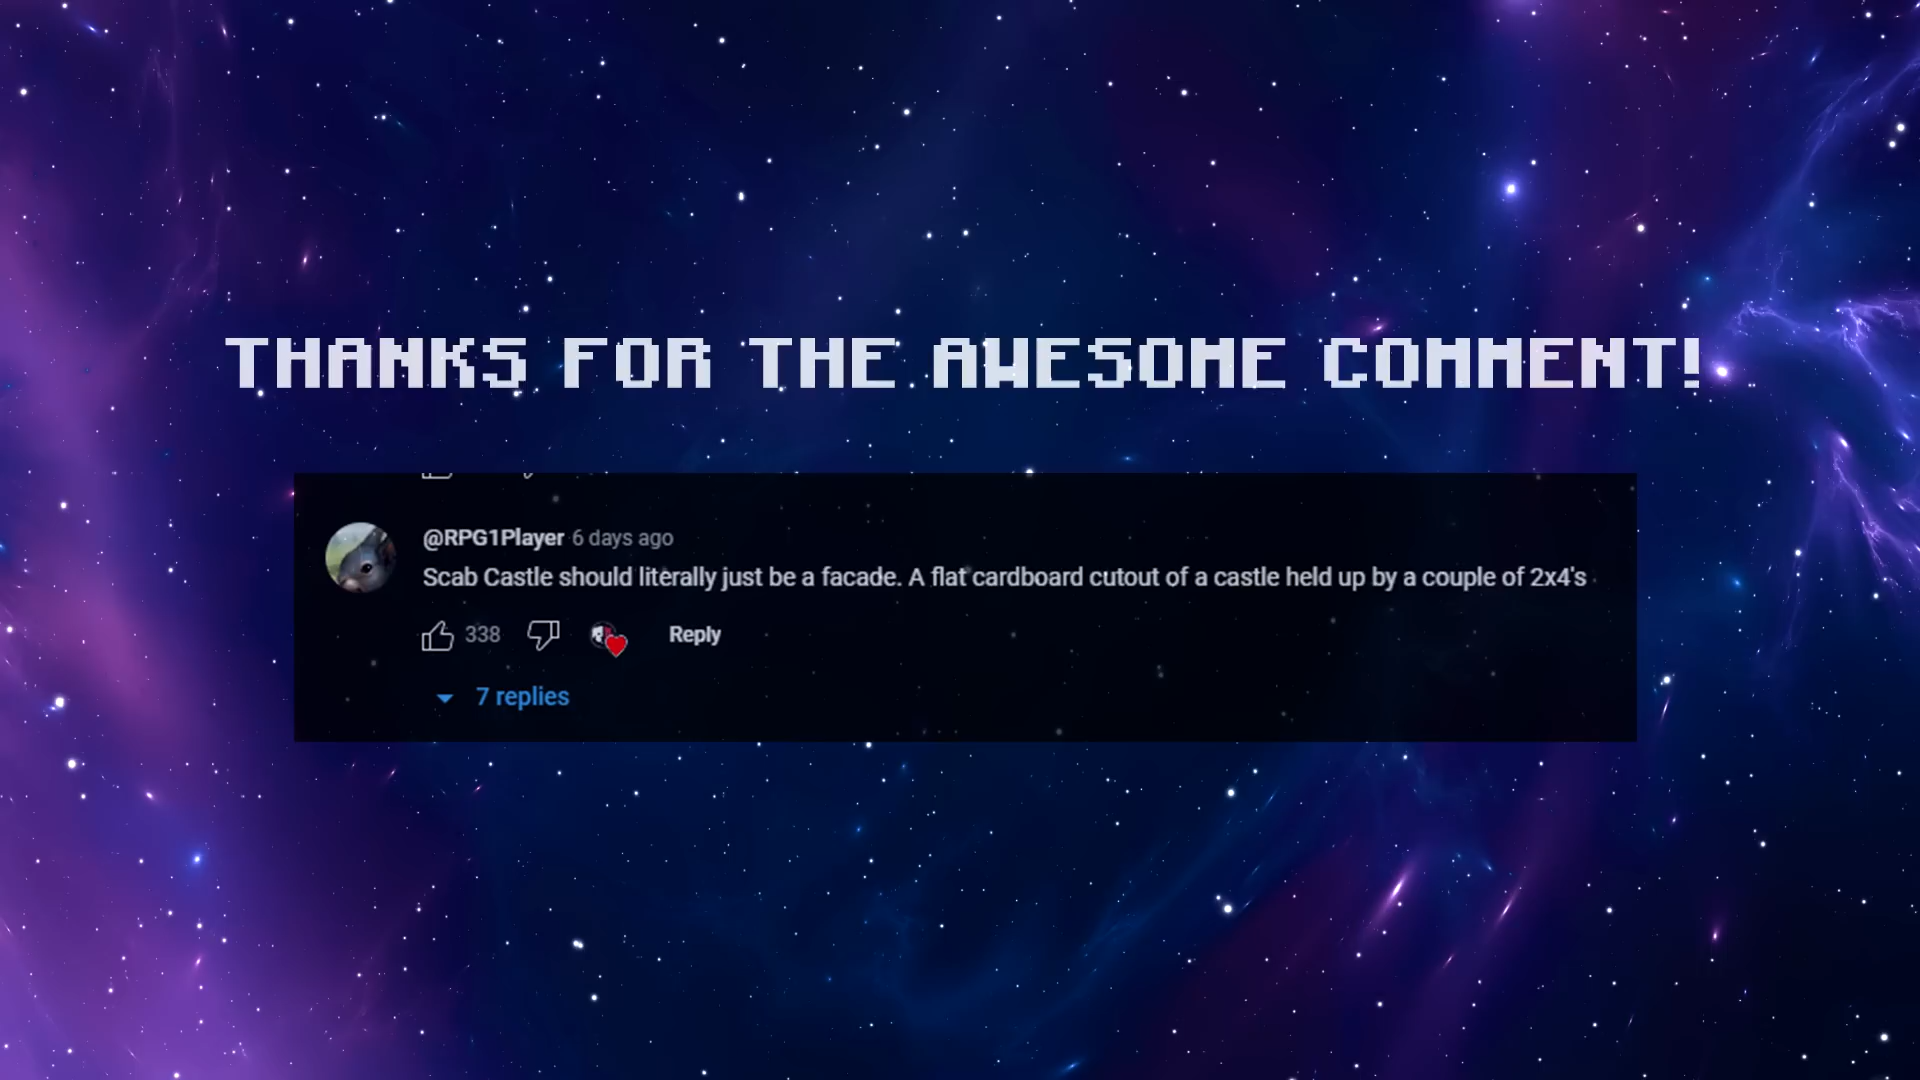 THANKS FOR THE AWESOME COMMENT!
@RPG1Player 6 days ago
Scab Castle should literally just be a facade. A flat cardboard cutout of a castle held up by a couple of 2x4's
338 Reply
7 replies